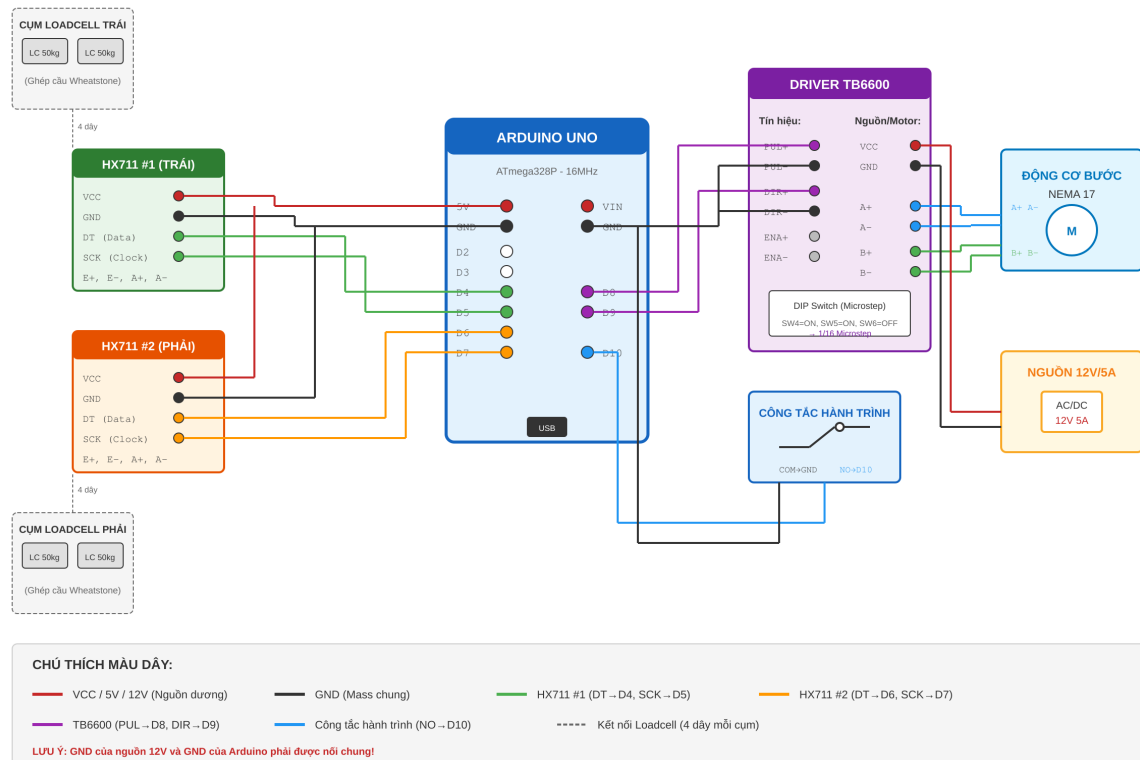 CỤM LOADCELL TRÁI
LC 50kg LC 50kg
(Ghép cầu Wheatstone)
4 dây
HX711 #1 (TRÁI)
VCC
GND
DT (Data)
SCK (Clock)
E+, E-, A+, A-
HX711 #2 (PHẢI)
VCC
GND
DT (Data)
SCK (Clock)
E+, E-, A+, A-
4 dây
CỤM LOADCELL PHẢI
LC 50kg LC 50kg
(Ghép cầu Wheatstone)
ARDUINO UNO
ATmega328P - 16MHz
5V VIN
GND GND
D2
D3
D4 D8
D5 D9
D6
D7 D10
USB
DRIVER TB6600
Tín hiệu: Nguồn/Motor:
PUL+ VCC
PUL- GND
DIR+
DIR- A+
A-
ENA+
ENA- B+
B-
DIP Switch (Microstep)
SW4=ON, SW5=ON, SW6=OFF
→ 1/16 Microstep
CÔNG TẮC HÀNH TRÌNH
COM→GND NO→D10
ĐỘNG CƠ BƯỚC
NEMA 17
A+ A-
M
B+ B-
NGUỒN 12V/5A
AC/DC
12V 5A
CHÚ THÍCH MÀU DÂY:
VCC / 5V / 12V (Nguồn dương) GND (Mass chung) HX711 #1 (DT→D4, SCK→D5) HX711 #2 (DT→D6, SCK→D7)
TB6600 (PUL→D8, DIR→D9) Công tắc hành trình (NO→D10) Kết nối Loadcell (4 dây mỗi cụm)
LƯU Ý: GND của nguồn 12V và GND của Arduino phải được nối chung!